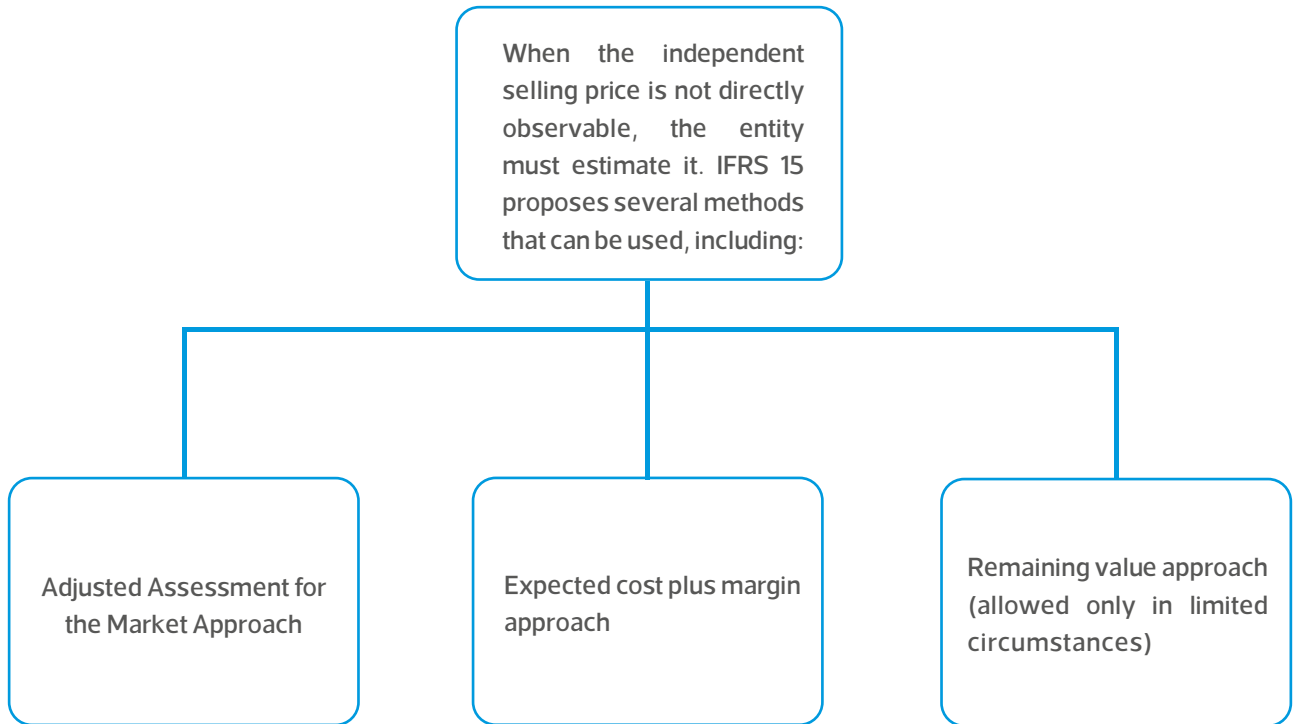 When the independent
selling price is not directly
observable, the entity
must estimate it. IFRS 15
proposes several methods
that can be used, including:
Adjusted Assessment for
the Market Approach
Expected cost plus margin
approach
Remaining value approach
(allowed only in limited
circumstances)